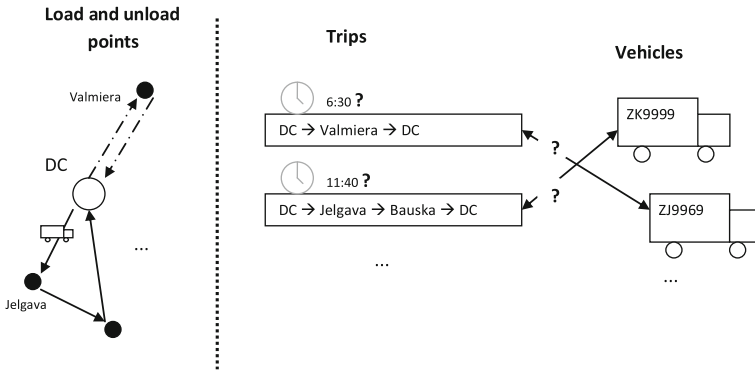 Load and unload
points
Valmiera
DC
...
Jelgava
Trips
6:30 ?
DC → Valmiera → DC
11:40 ?
DC → Jelgava → Bauska → DC
...
?
?
Vehicles
ZK9999
ZJ9969
...